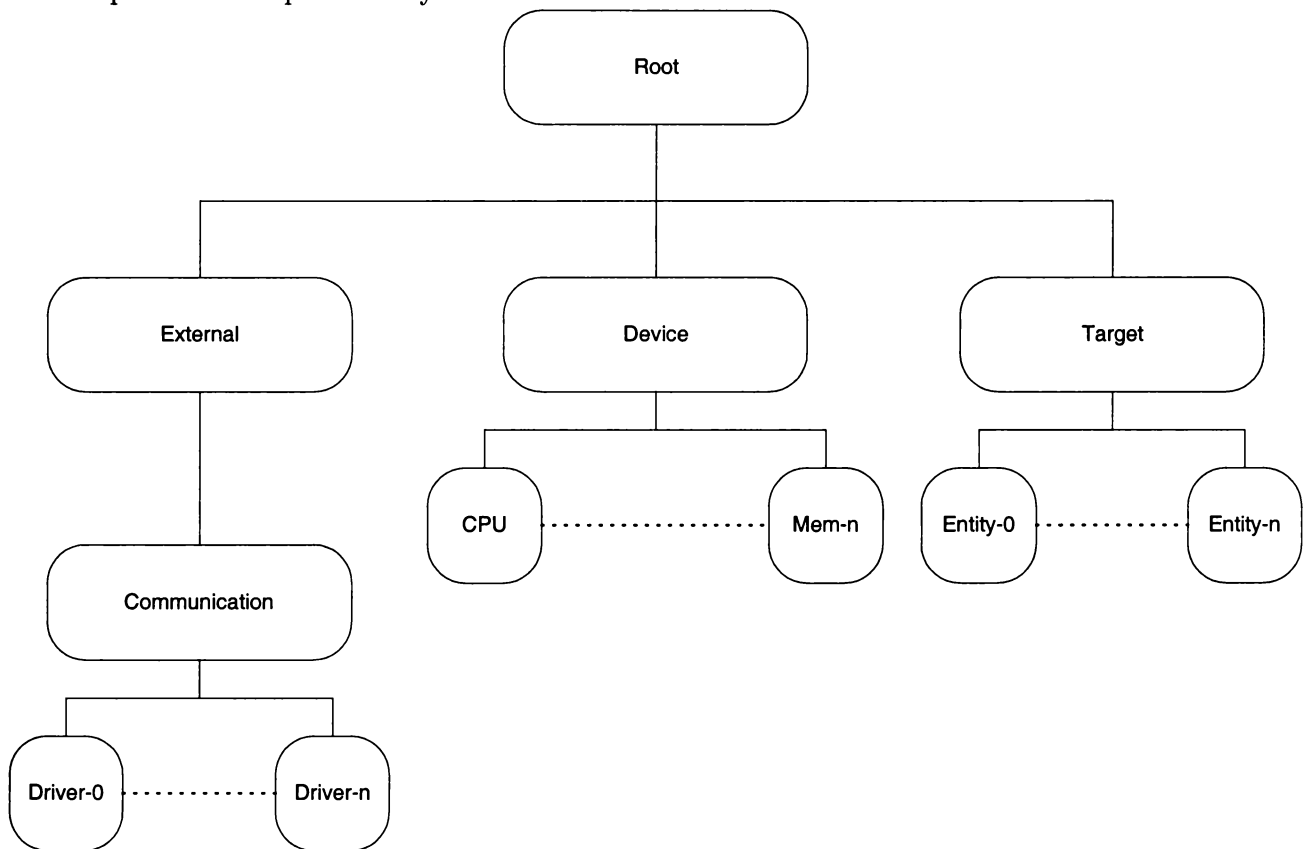 Root
External
Device
Target
CPU
Mem-n
Entity-0
Entity-n
Communication
Driver-0
Driver-n